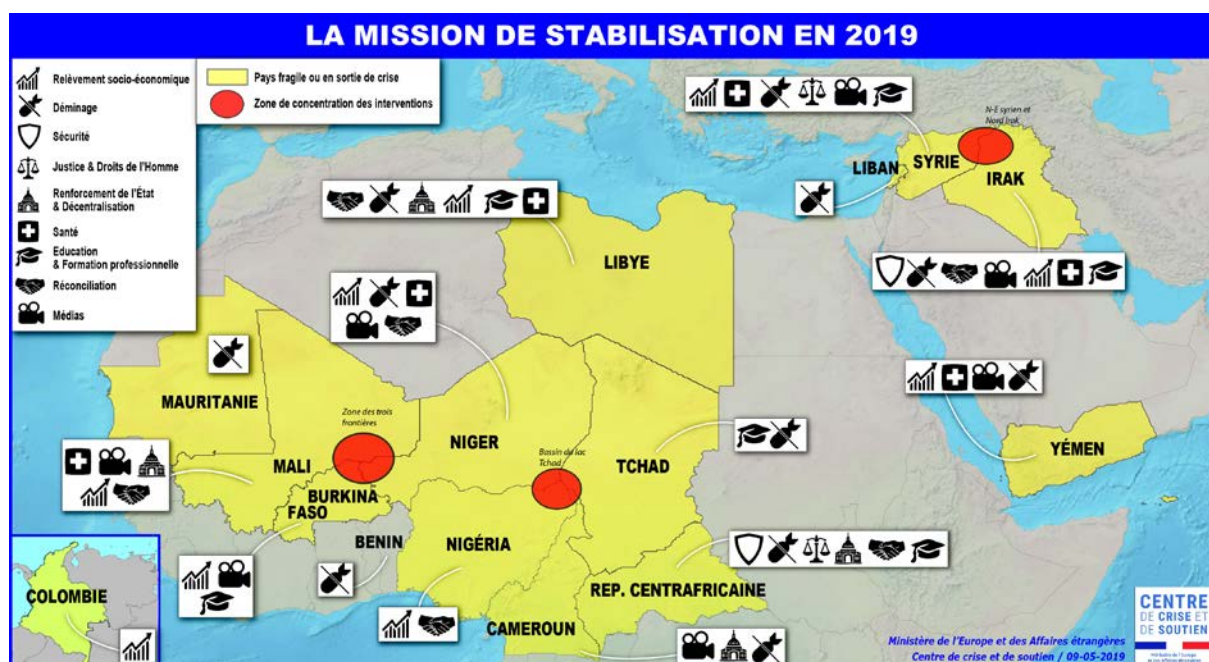 LA MISSION DE STABILISATION EN 2019
Relèvement socio-économique
Déminage
Sécurité
Justice & Droits de l'Homme
Renforcement de l'État
& Décentralisation
Santé
Education
& Formation professionnelle
Réconciliation
Médias
Pays fragile ou en sortie de crise
Zone de concentration des interventions
N-E syrien et
Nord Irak
LIBAN
SYRIE
IRAK
LIBYE
MAURITANIE
Zone des trois
frontières
MALI
NIGER
Bassin du lac
Tchad
TCHAD
YÉMEN
BURKINA
FASO
BENIN
NIGÉRIA
REP. CENTRAFRICAINE
CAMEROUN
COLOMBIE
Ministère de l'Europe et des Affaires étrangères
Centre de crise et de soutien / 09-05-2019
CENTRE
DE CRISE ET
DE SOUTIEN